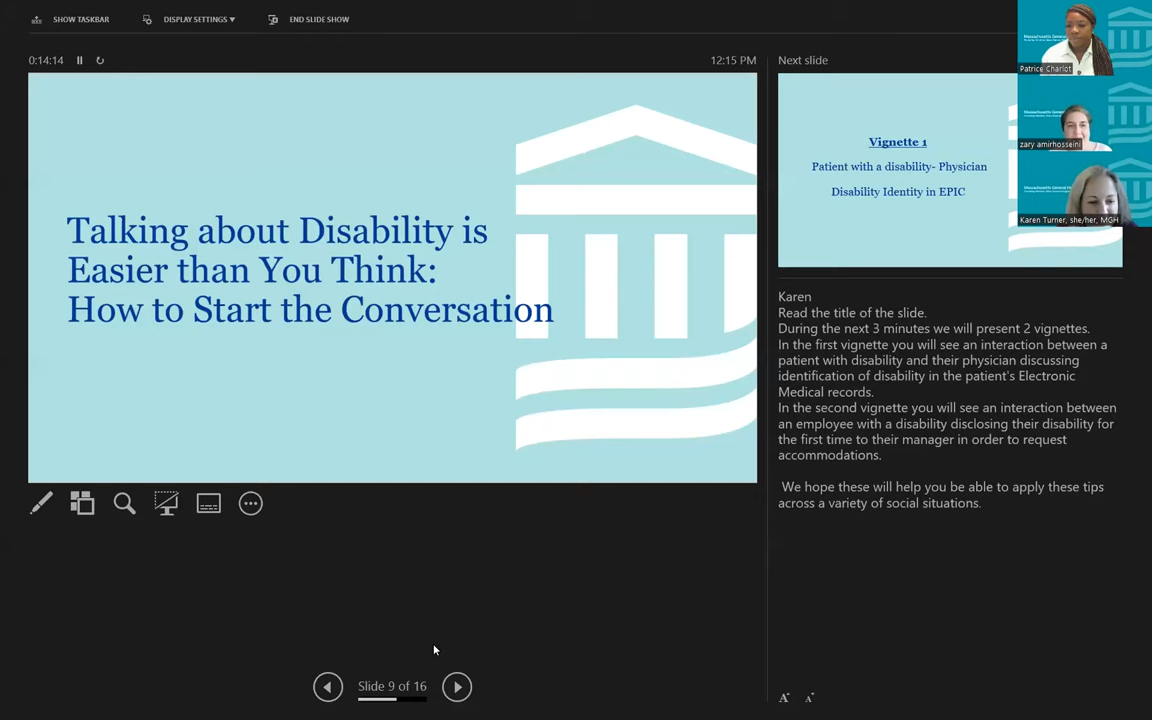 SHOW TASKBAR
DISPLAY SETTINGS ▼
END SLIDE SHOW
0:14:14
12:15 PM
Talking about Disability is
Easier than You Think:
How to Start the Conversation
Slide 9 of 16
Next slide
Vignette 1
Patient with a disability- Physician
Disability Identity in EPIC
Patrice Charlot
zary amirhosseini
Massachusetts General H
Karen Turner, she/her, MGH
Karen
Read the title of the slide.
During the next 3 minutes we will present 2 vignettes.
In the first vignette you will see an interaction between a
patient with disability and their physician discussing
identification of disability in the patient's Electronic
Medical records.
In the second vignette you will see an interaction between
an employee with a disability disclosing their disability for
the first time to their manager in order to request
accommodations.
We hope these will help you be able to apply these tips
across a variety of social situations.
A
A